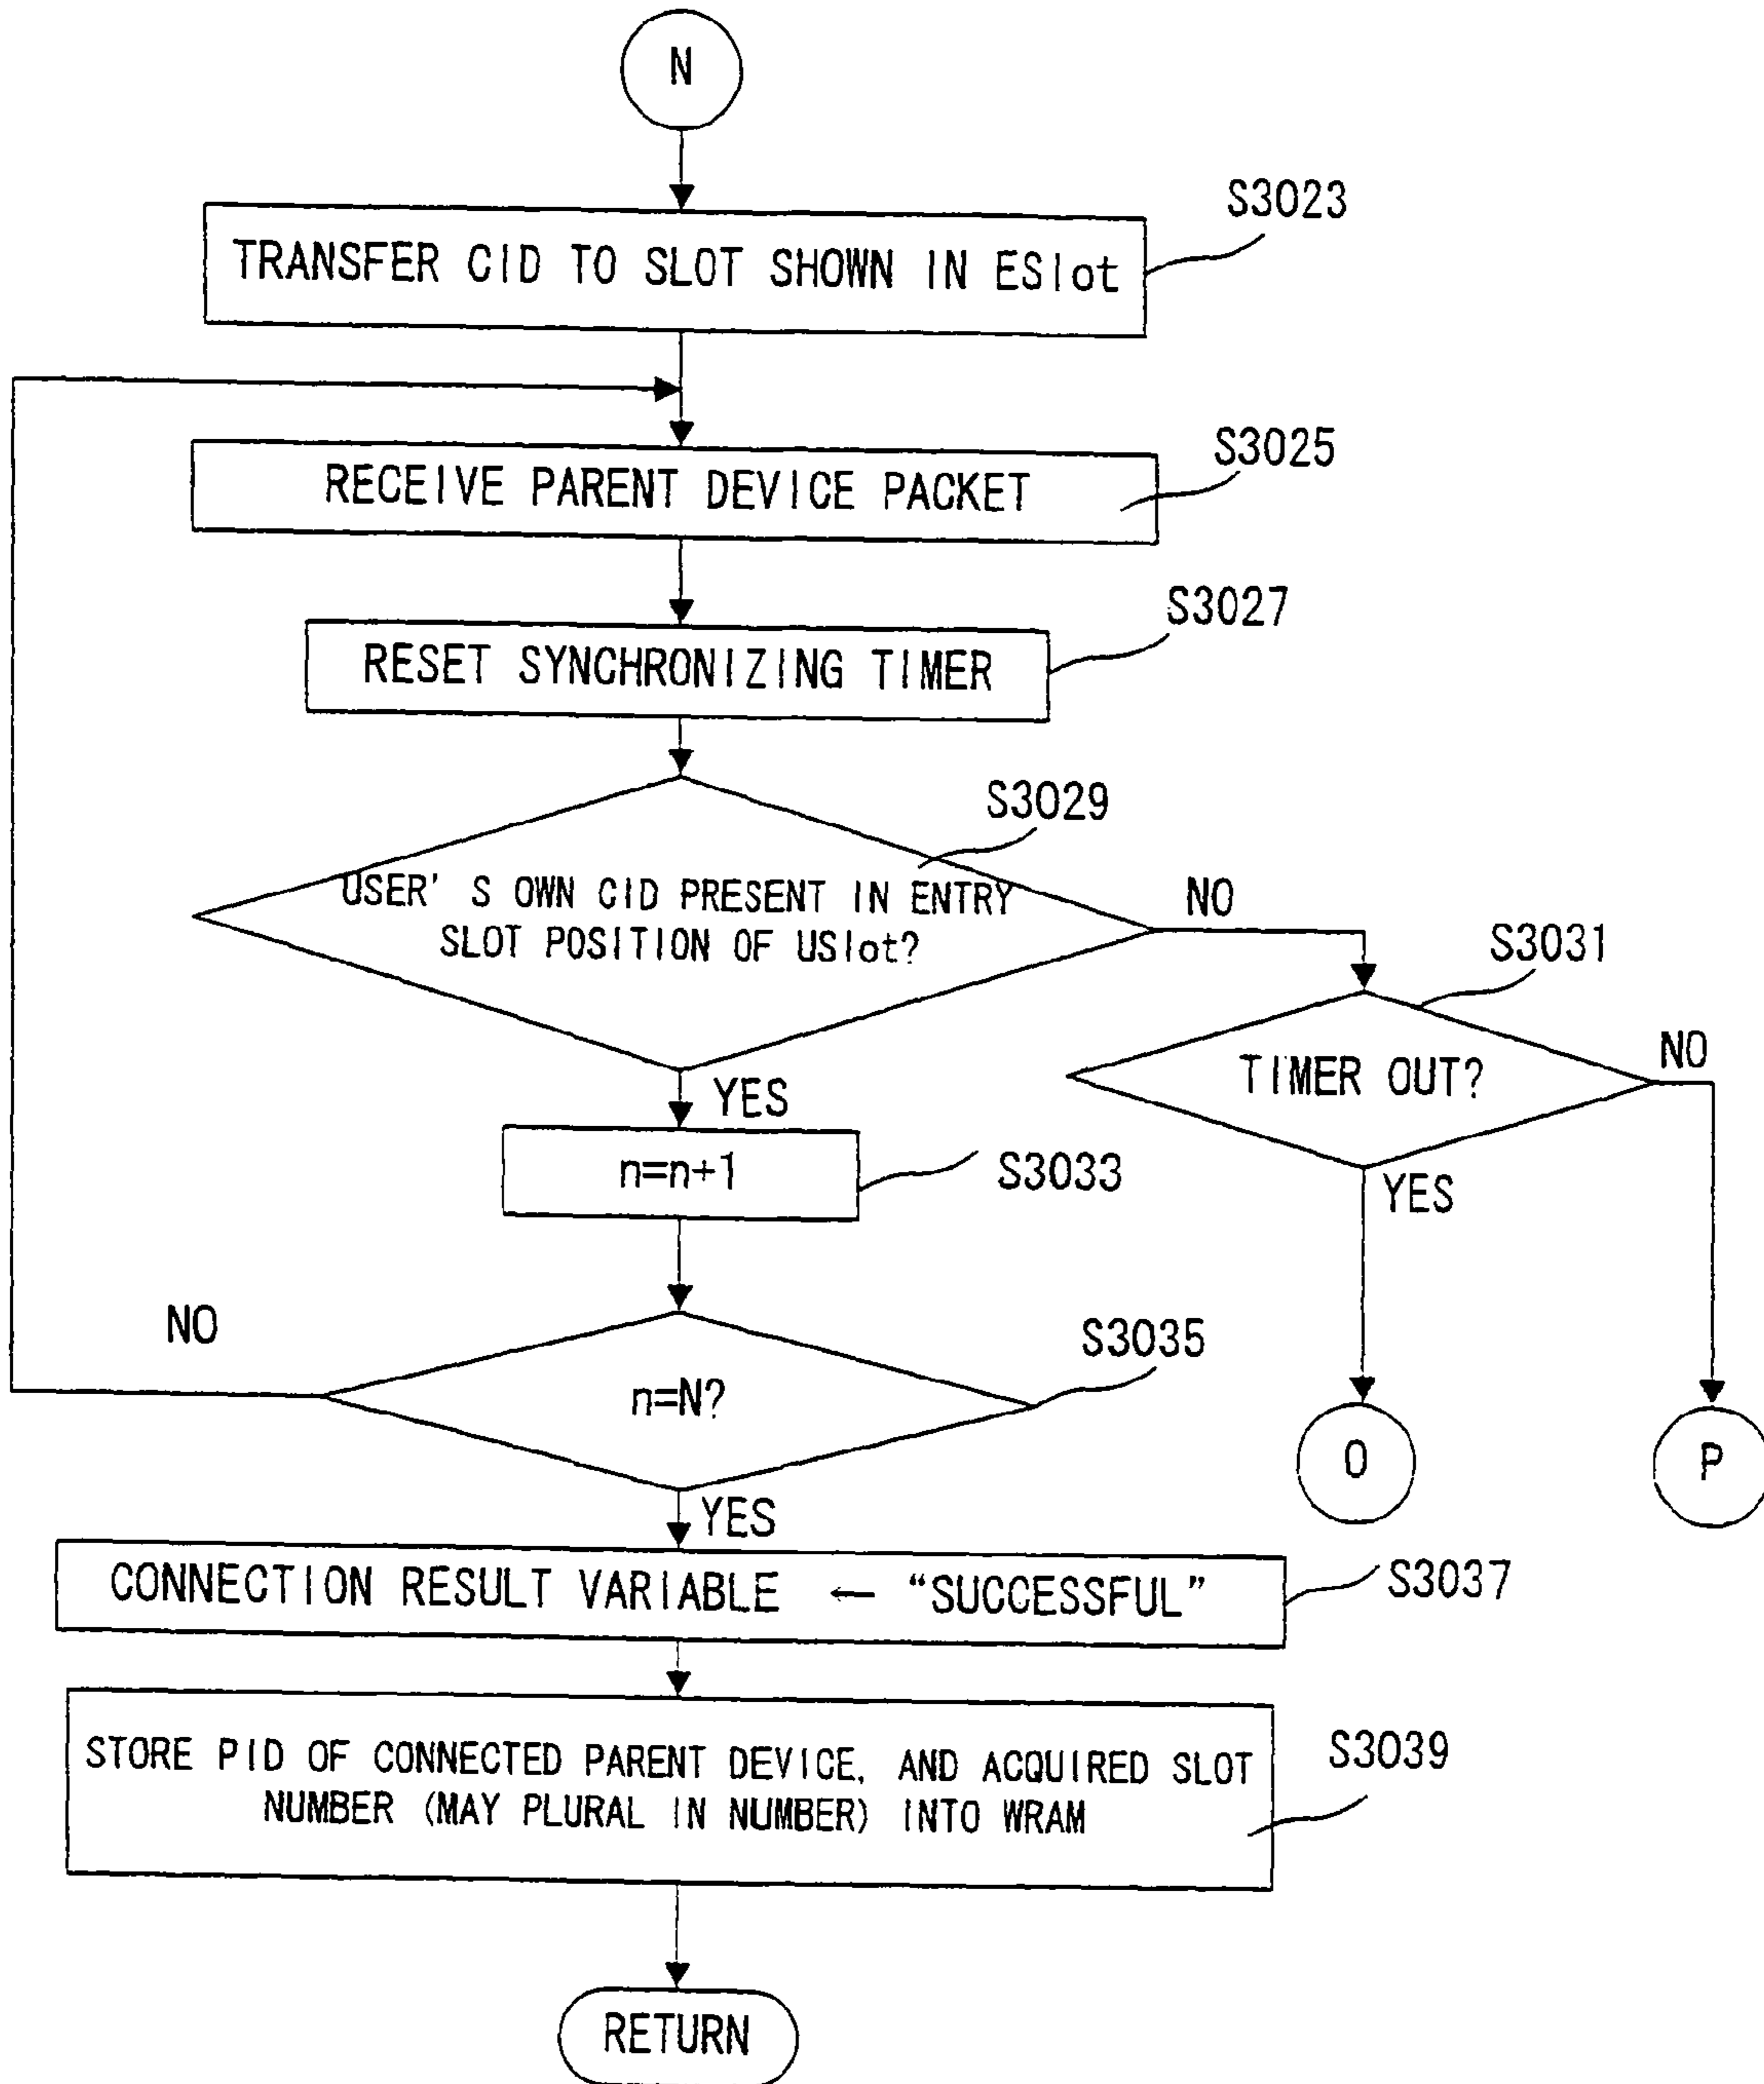 N
S3023
TRANSFER CID TO SLOT SHOWN IN ESlot
S3025
RECEIVE PARENT DEVICE PACKET
S3027
RESET SYNCHRONIZING TIMER
S3029
USER'S OWN CID PRESENT IN ENTRY
SLOT POSITION OF USlot?
NO
S3031
TIMER OUT?
NO
YES
n=n+1
S3033
YES
NO
n=N?
S3035
O
P
YES
CONNECTION RESULT VARIABLE ← “SUCCESSFUL”
S3037
STORE PID OF CONNECTED PARENT DEVICE, AND ACQUIRED SLOT
NUMBER (MAY PLURAL IN NUMBER) INTO WRAM
S3039
RETURN